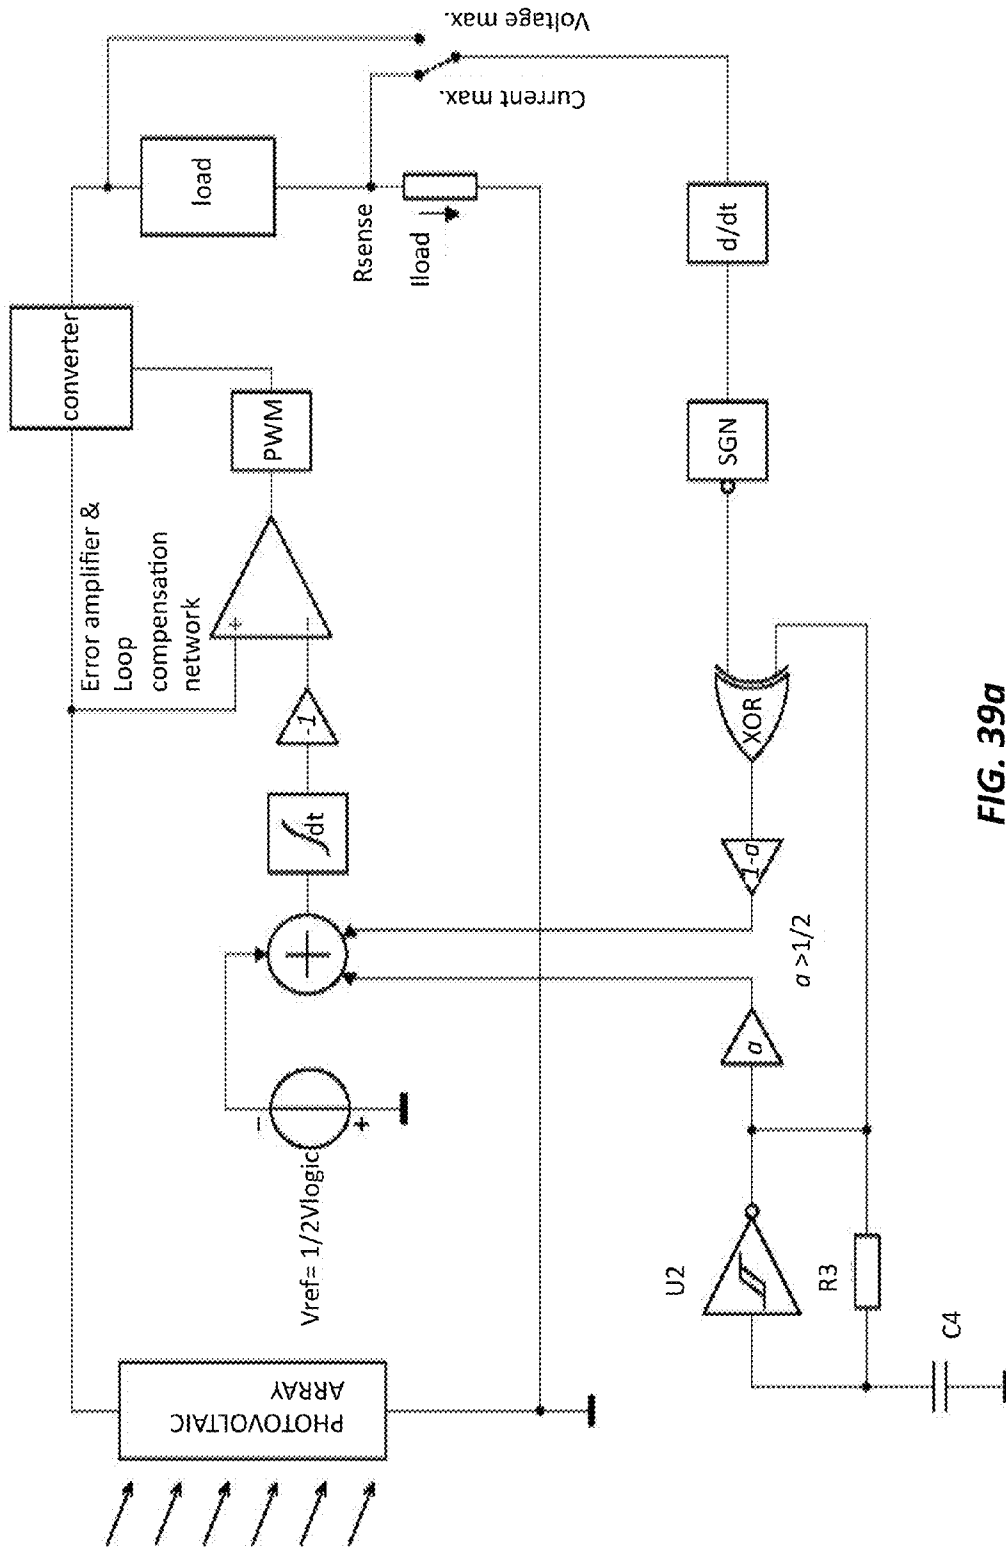 PHOTOVOLTAIC
ARRAY
Vref= 1/2Vlogic
−
+
∫dt
-1
Error amplifier &
Loop
compensation
network
+
−
PWM
converter
load
Rsense
Iload
Voltage max.
Current max.
d/dt
SGN
XOR
1-a
a >1/2
a
U2
R3
C4
FIG. 39a